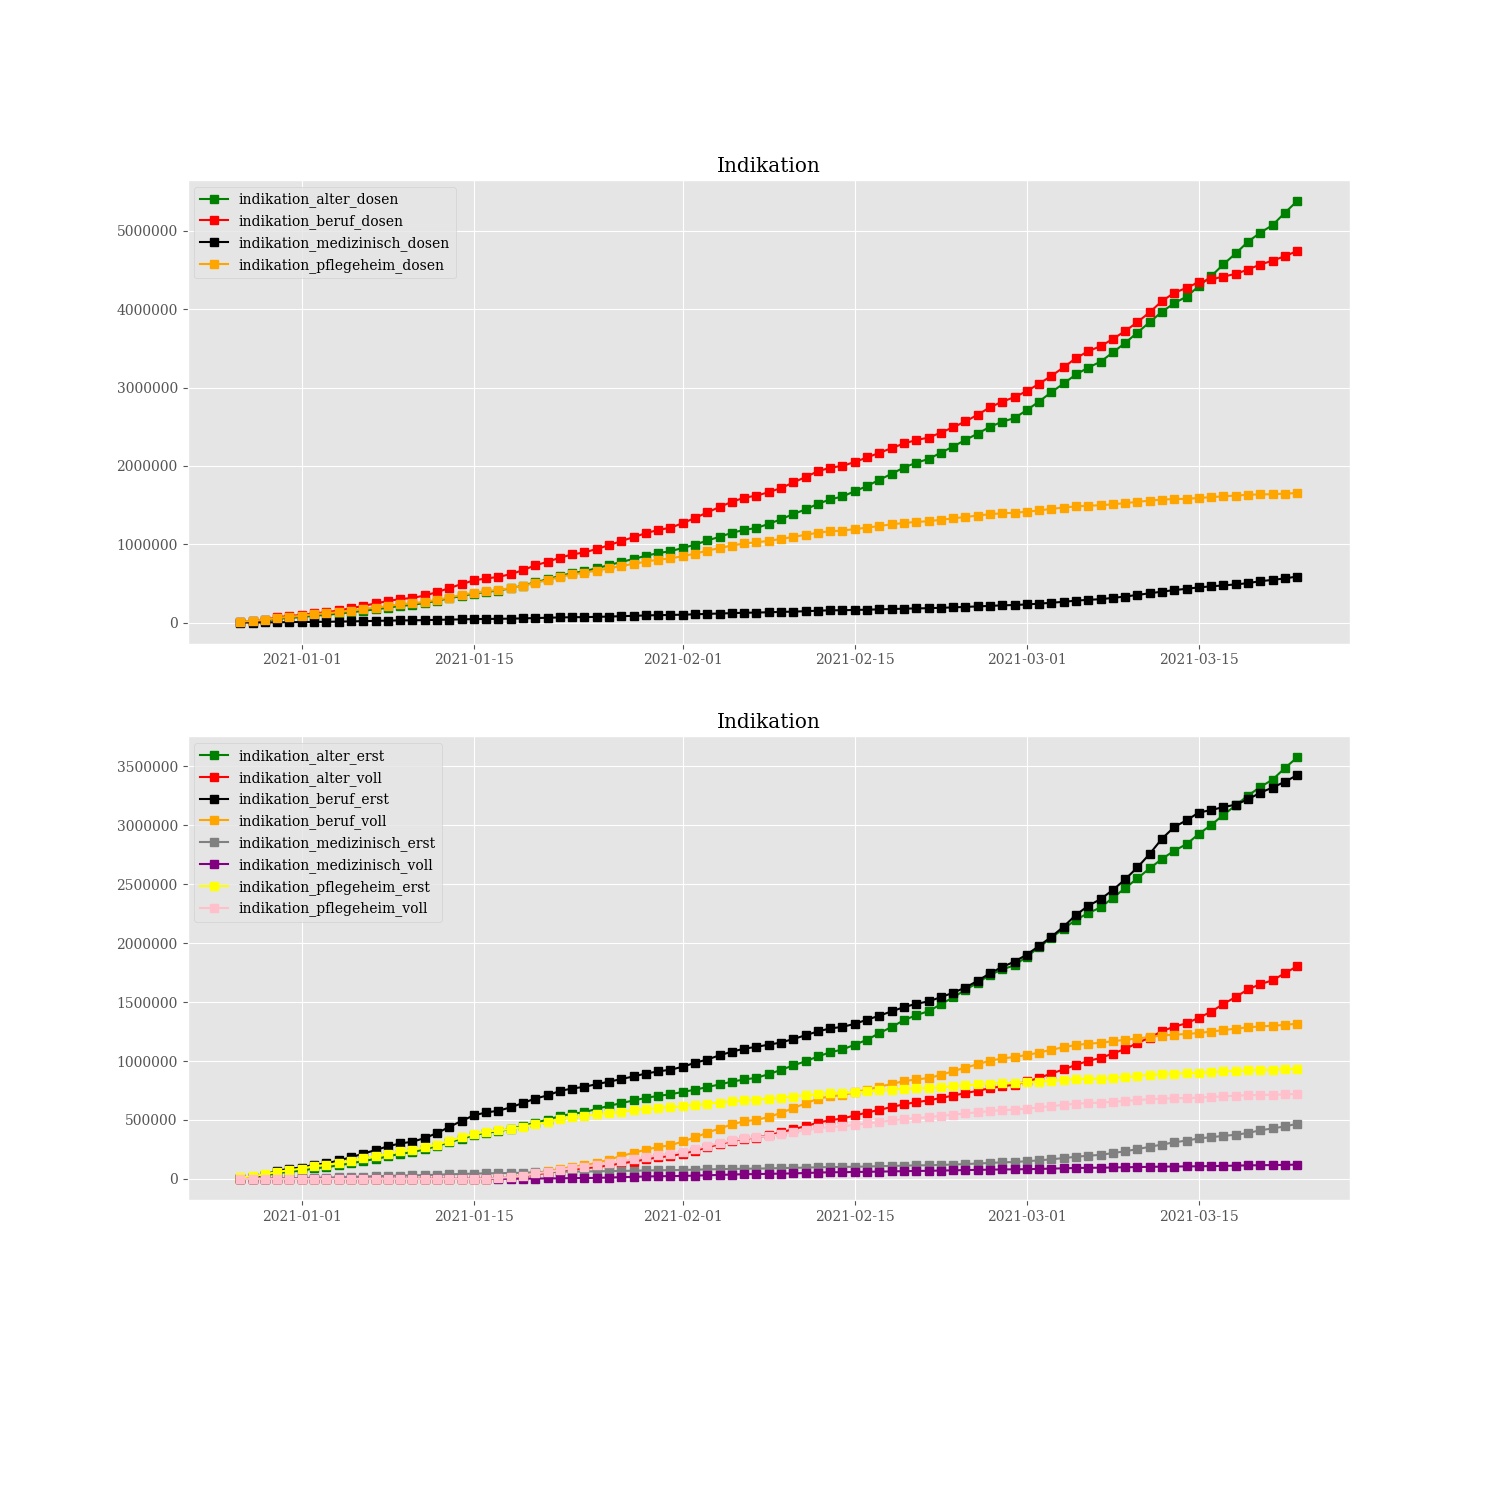 Indikation
indikation_alter_dosen
indikation_beruf_dosen
indikation_medizinisch_dosen
indikation_pflegeheim_dosen
5000000
4000000
3000000
2000000
1000000
0
2021-01-01 2021-01-15 2021-02-01 2021-02-15 2021-03-01 2021-03-15
Indikation
indikation_alter_erst
indikation_alter_voll
indikation_beruf_erst
indikation_beruf_voll
indikation_medizinisch_erst
indikation_medizinisch_voll
indikation_pflegeheim_erst
indikation_pflegeheim_voll
3500000
3000000
2500000
2000000
1500000
1000000
500000
0
2021-01-01 2021-01-15 2021-02-01 2021-02-15 2021-03-01 2021-03-15